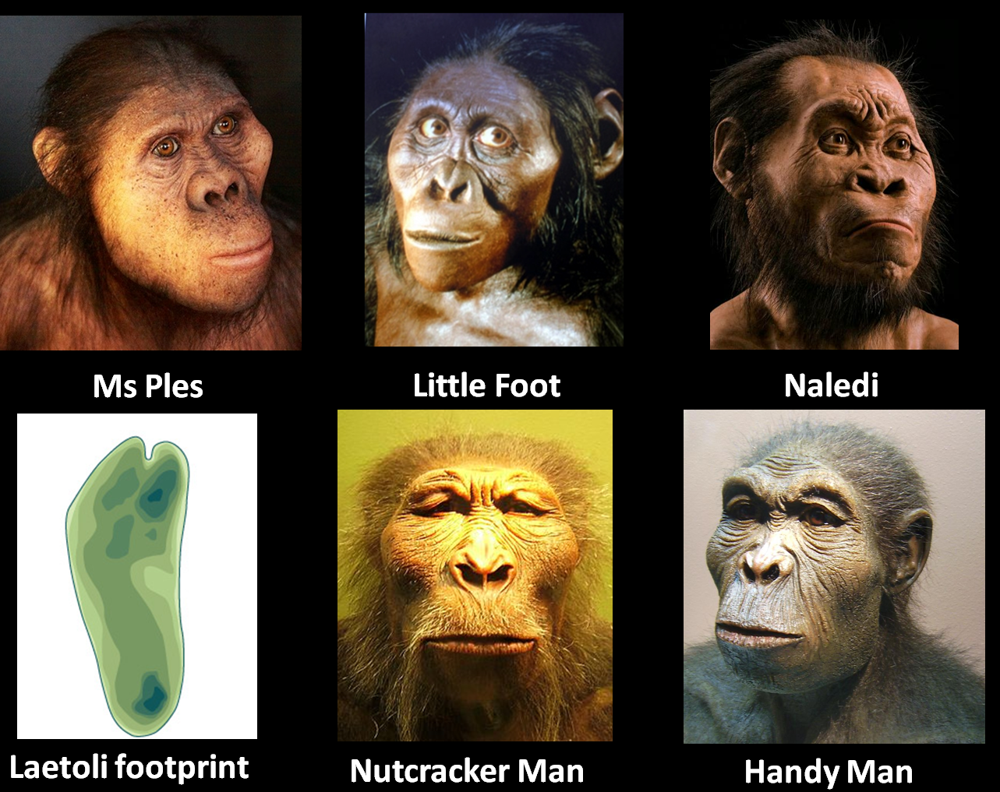 Ms Ples
Little Foot
Naledi
Laetoli footprint
Nutcracker Man
Handy Man